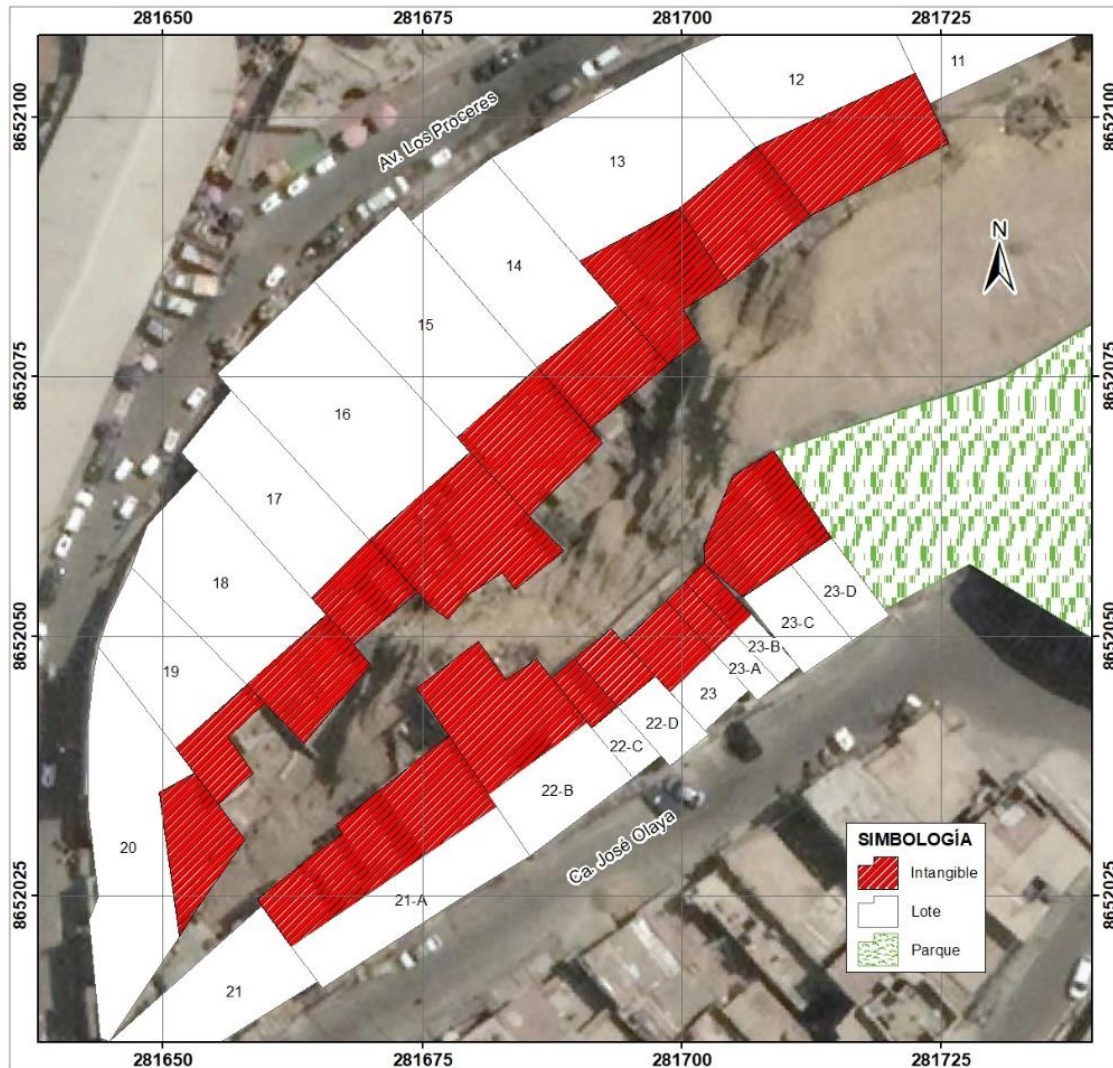 281650 281675 281700 281725
8652100 8652100
8652075 8652075
8652050 8652050
8652025 8652025
281650 281675 281700 281725
Av. Los Proceres
11
12
13
14
15
16
17
18
19
20
N
23-D
23-C
23-B
23-A
23
22-D
22-C
22-B
21-A
21
Ca. José Olaya
SIMBOLOGÍA
Intangible
Lote
Parque